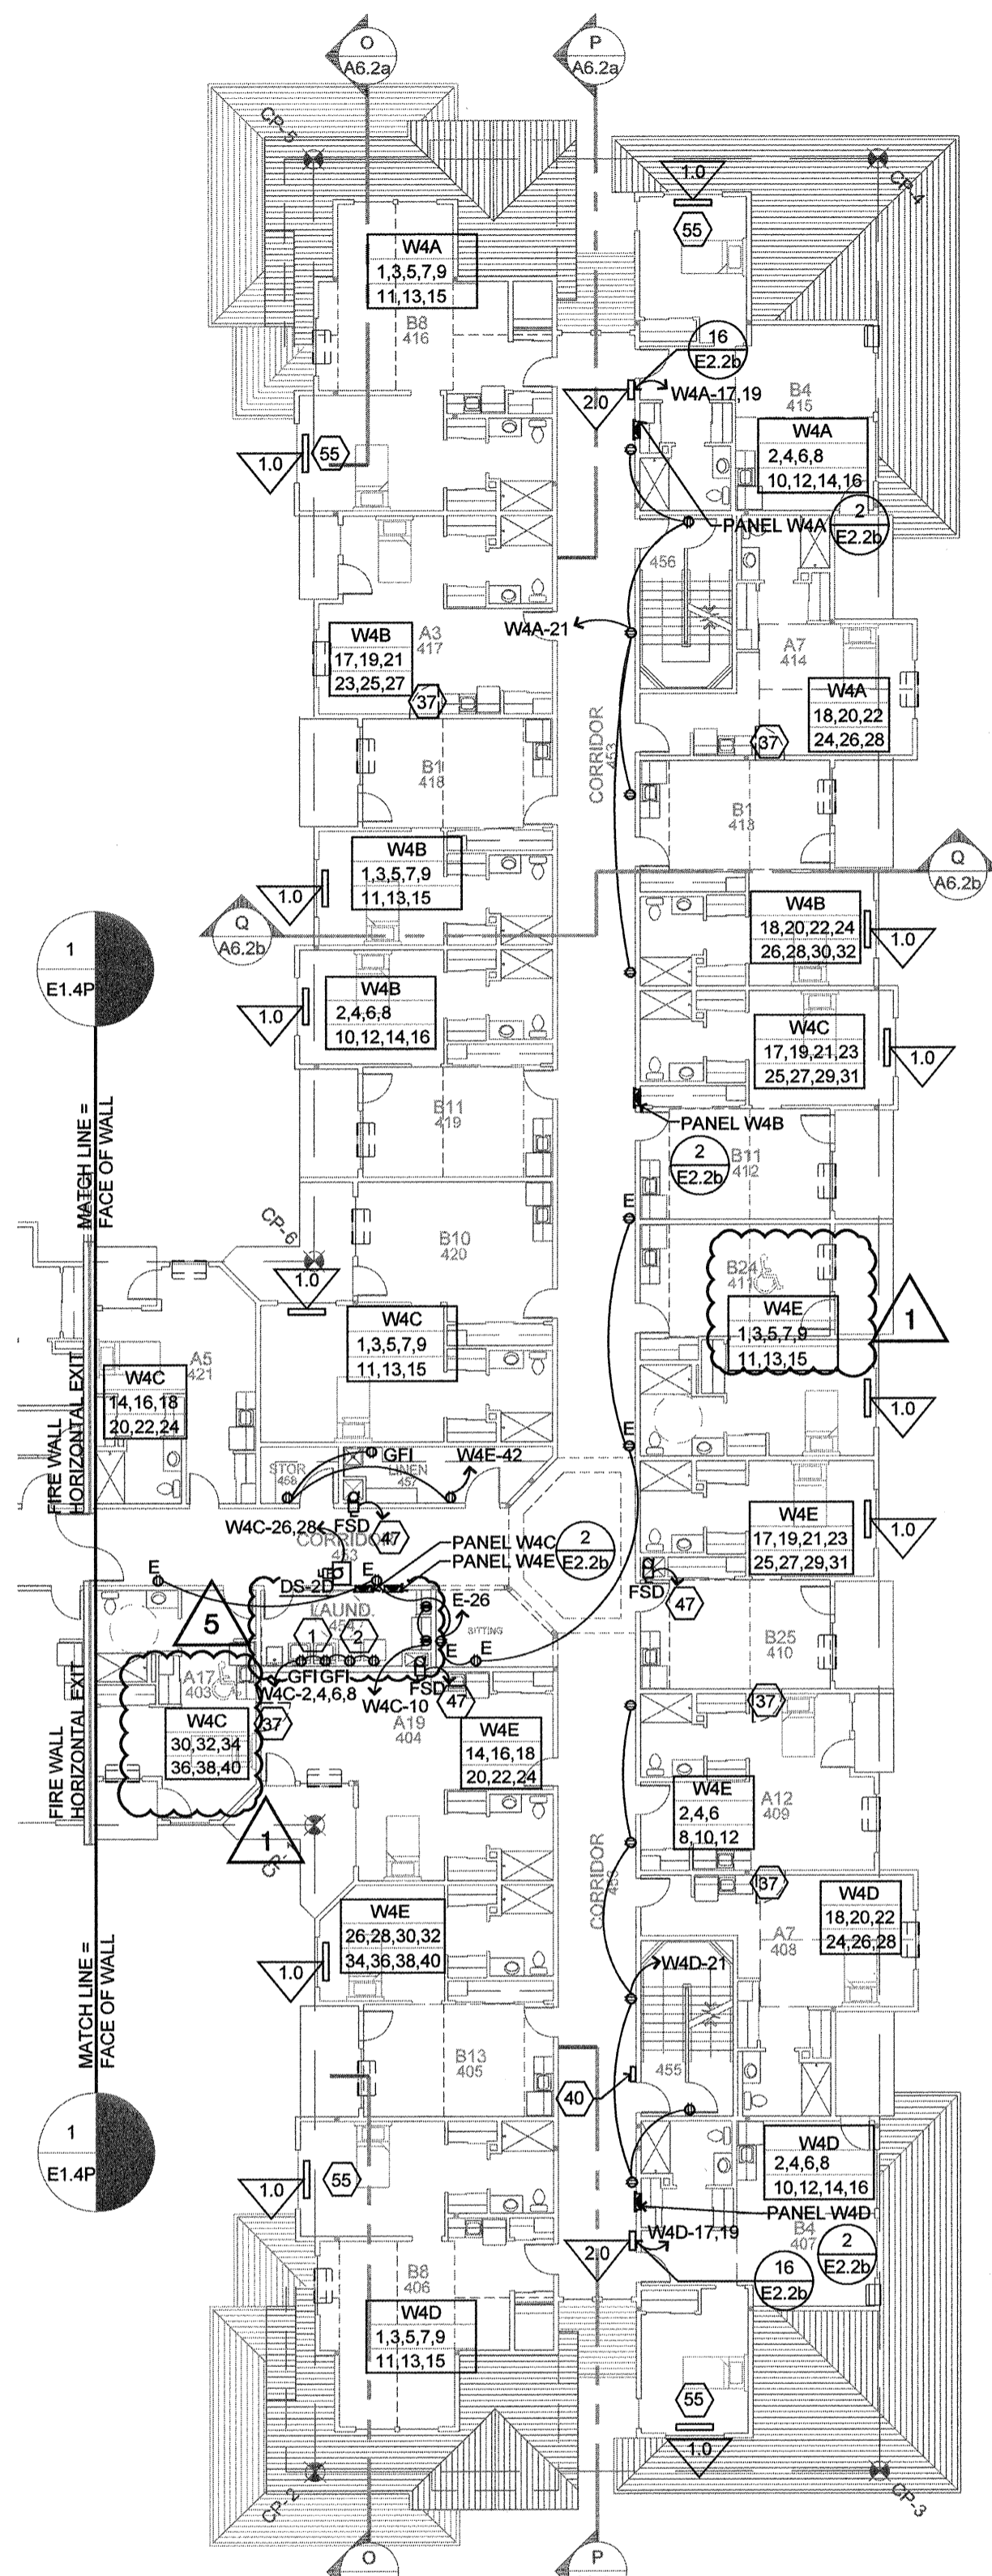 O
A6.2a
P
A6.2a
CP-5
CP-4
1.0
55
W4A
1,3,5,7,9
11,13,15
B8
416
16
E2.2b
W4A-17,19
2.0
B4
415
W4A
2,4,6,8
10,12,14,16
1.0
55
PANEL W4A
2
E2.2b
456
W4A-21
A3
417
W4B
17,19,21
23,25,27
37
A7
414
W4A
18,20,22
24,26,28
37
CORRIDOR
453
B1
418
B1
413
W4B
1,3,5,7,9
11,13,15
1.0
Q
A6.2b
Q
A6.2b
W4B
18,20,22,24
26,28,30,32
1.0
1
E1.4P
W4B
2,4,6,8
10,12,14,16
1.0
W4C
17,19,21,23
25,27,29,31
1.0
MATCH LINE =
FACE OF WALL
B11
419
PANEL W4B
2
E2.2b
B11
412
E
CP-6
1.0
B10
420
B24
411
W4E
1,3,5,7,9
11,13,15
1
W4C
1,3,5,7,9
11,13,15
A5
421
W4C
14,16,18
20,22,24
1.0
FIRE WALL
HORIZONTAL EXIT
E
GFI
W4E-42
STOR
458
LINEN
457
W4C-26,28
FSD
47
CORRIDOR
453
PANEL W4C
PANEL W4E
2
E2.2b
W4E
17,19,21,23
25,27,29,31
1.0
FSD
47
E
E
DS-2D
5
LAUND.
454
1
2
E-26
SITTING
E
E
GFI
GFI
FSD
47
W4C-2,4,6,8
W4C-10
B25
410
A17
403
W4C
30,32,34
36,38,40
37
A19
404
W4E
14,16,18
20,22,24
37
FIRE WALL
HORIZONTAL EXIT
1
W4E
2,4,6
8,10,12
A12
409
CORRIDOR
453
37
W4D
18,20,22
24,26,28
A7
408
W4E
26,28,30,32
34,36,38,40
1.0
W4D-21
MATCH LINE =
FACE OF WALL
B13
405
455
40
1
E1.4P
1.0
55
W4D
2,4,6,8
10,12,14,16
PANEL W4D
B4
407
2
E2.2b
W4D-17,19
2.0
16
E2.2b
B8
406
W4D
1,3,5,7,9
11,13,15
55
1.0
CP-2
CP-3
O
P